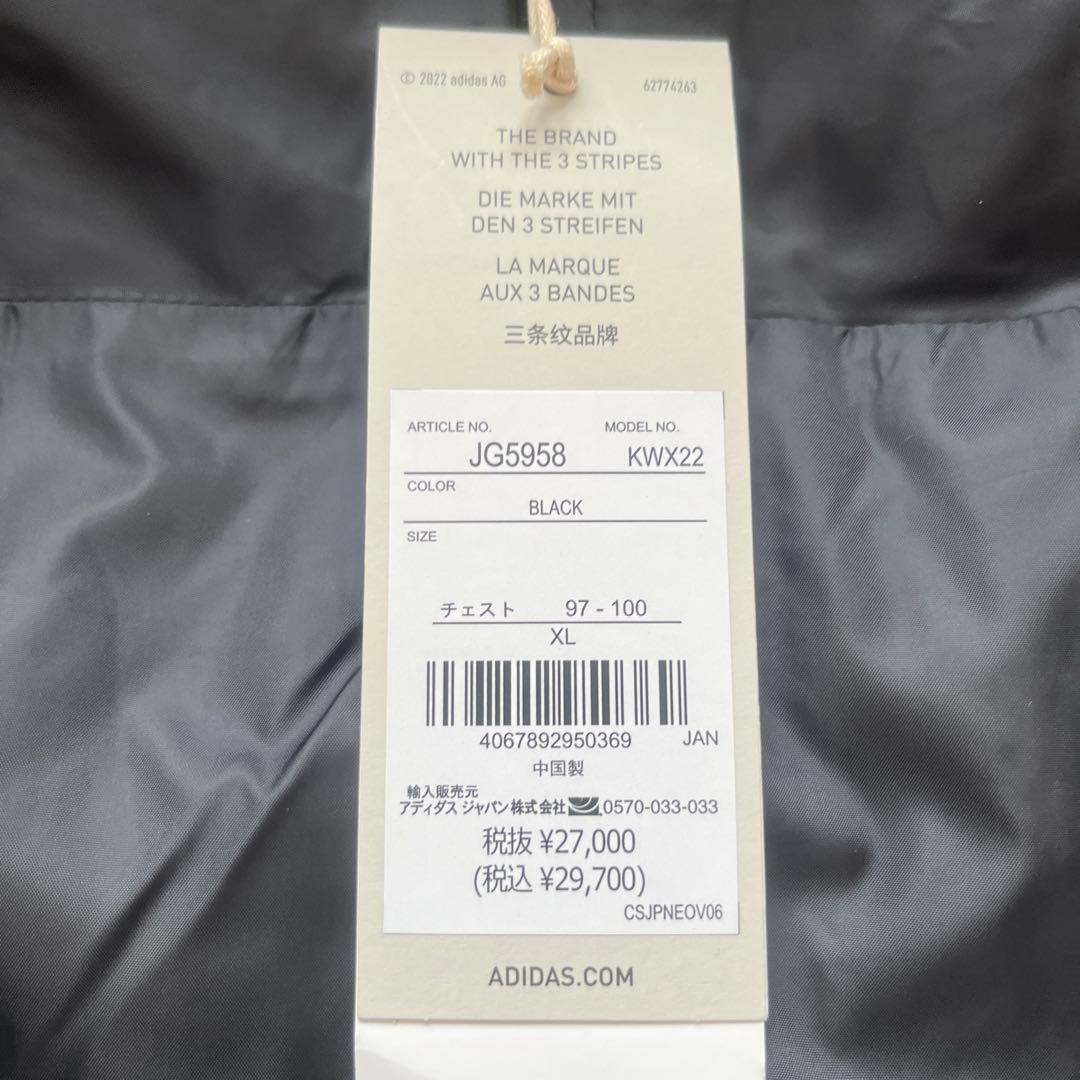 © 2022 adidas AG 62774263
THE BRAND
WITH THE 3 STRIPES
DIE MARKE MIT
DEN 3 STREIFEN
LA MARQUE
AUX 3 BANDES
三条纹品牌
ARTICLE NO. MODEL NO.
JG5958 KWX22
COLOR
BLACK
SIZE
チェスト 97 - 100
XL
4067892950369 JAN
中国製
輸入販売元
アディダス ジャパン株式会社 0570-033-033
税抜 ¥27,000
(税込 ¥29,700)
CSJPNEOV06
ADIDAS.COM